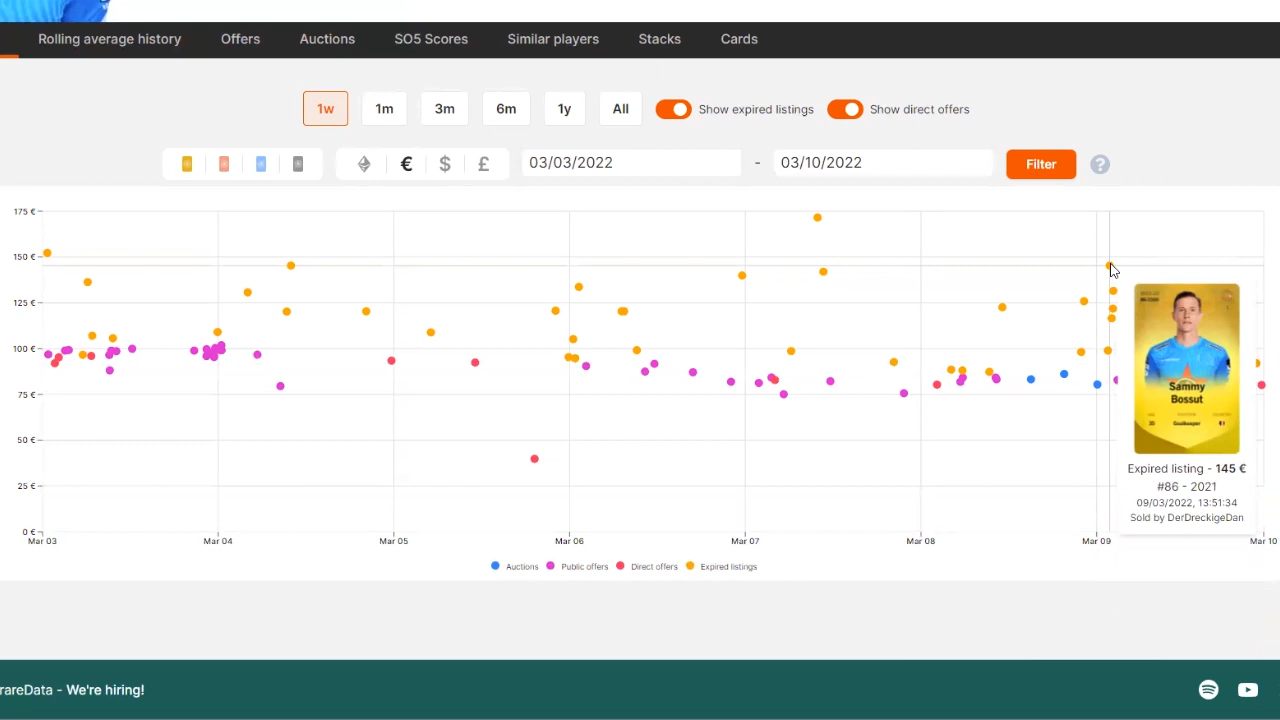 Rolling average history Offers Auctions SO5 Scores Similar players Stacks Cards
1w 1m 3m 6m 1y All Show expired listings Show direct offers
€ $ £ 03/03/2022 - 03/10/2022 Filter ?
175 €
150 €
125 €
100 €
75 €
50 €
25 €
0 €
Mar 03 Mar 04 Mar 05 Mar 06 Mar 07 Mar 08 Mar 09 Mar 10
Sammy
Bossut
Goalkeeper
Expired listing - 145 €
#86 - 2021
09/03/2022, 13:51:34
Sold by DerDreckigeDan
Auctions Public offers Direct offers Expired listings
rareData - We're hiring!